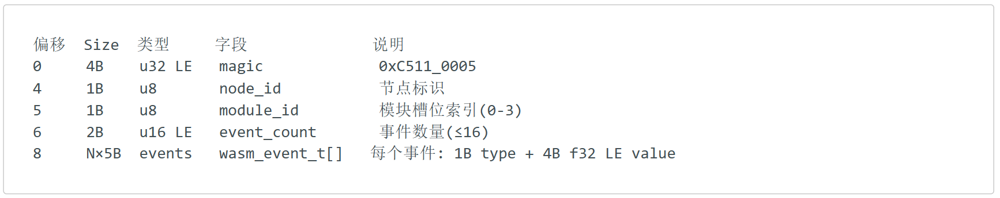 偏移 Size 类型 字段 说明
0 4B u32 LE magic 0xC511_0005
4 1B u8 node_id 节点标识
5 1B u8 module_id 模块槽位索引(0-3)
6 2B u16 LE event_count 事件数量(≤16)
8 N×5B events wasm_event_t[] 每个事件: 1B type + 4B f32 LE value